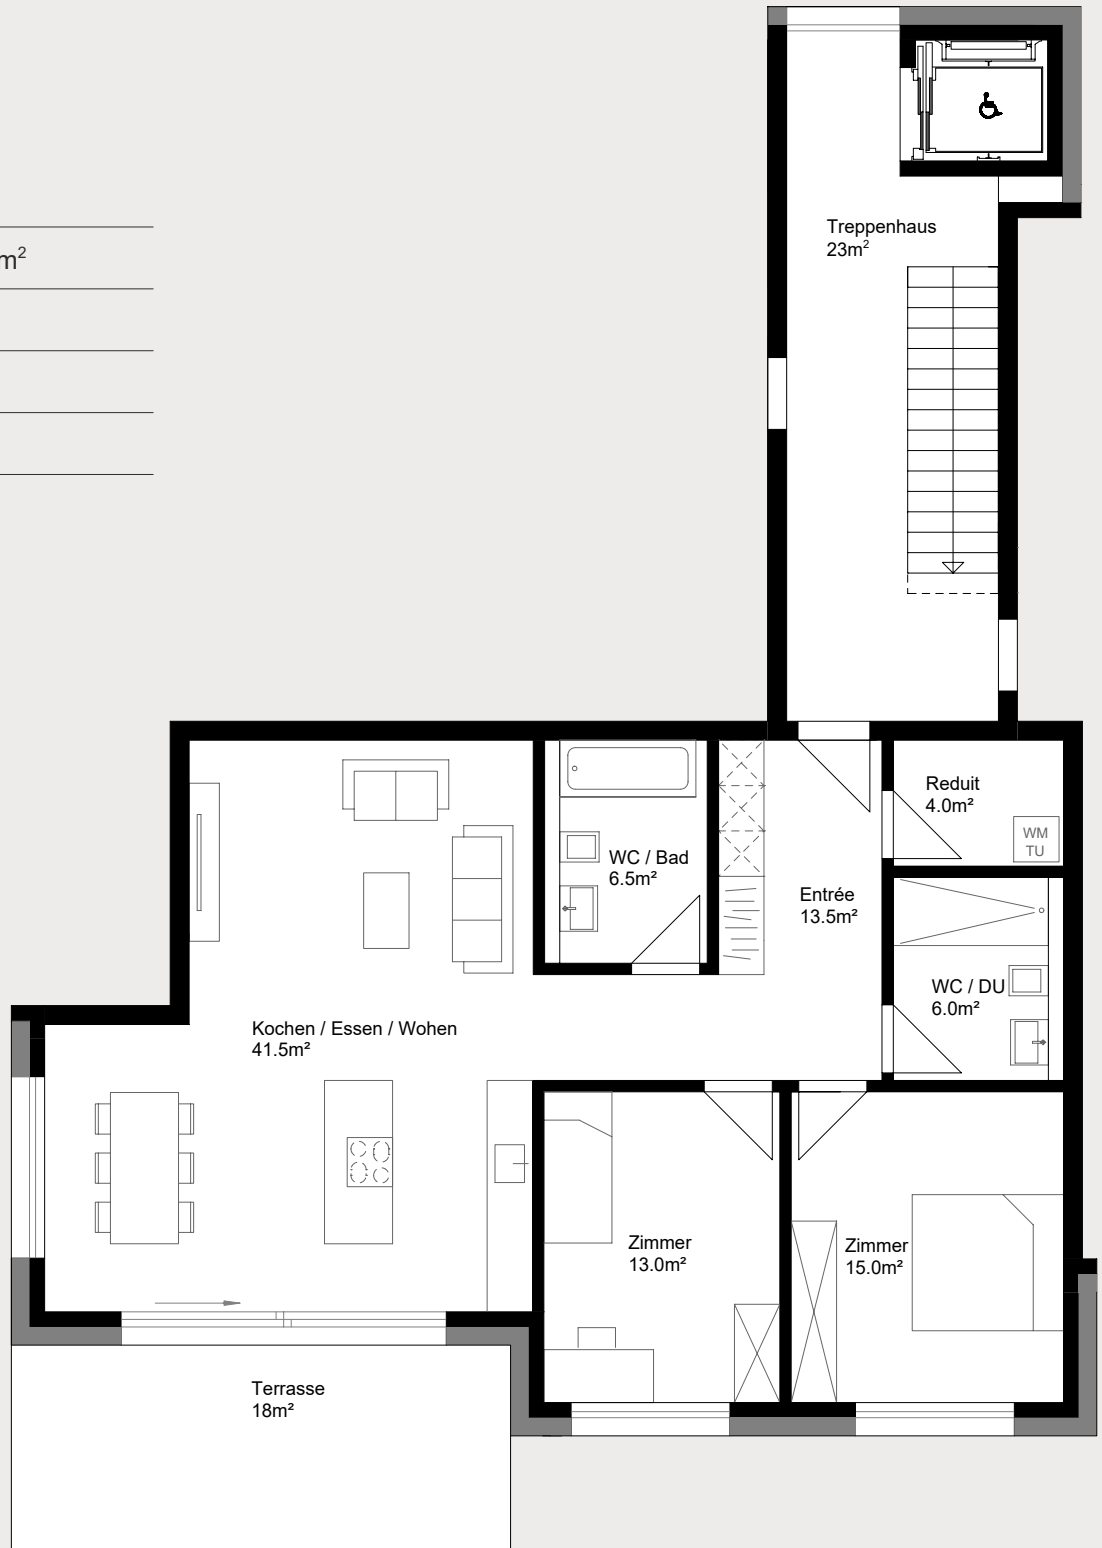 m²
Treppenhaus
23m²
Reduit
4.0m²
WM
TU
WC / Bad
6.5m²
Entrée
13.5m²
WC / DU
6.0m²
Kochen / Essen / Wohen
41.5m²
Zimmer
13.0m²
Zimmer
15.0m²
Terrasse
18m²